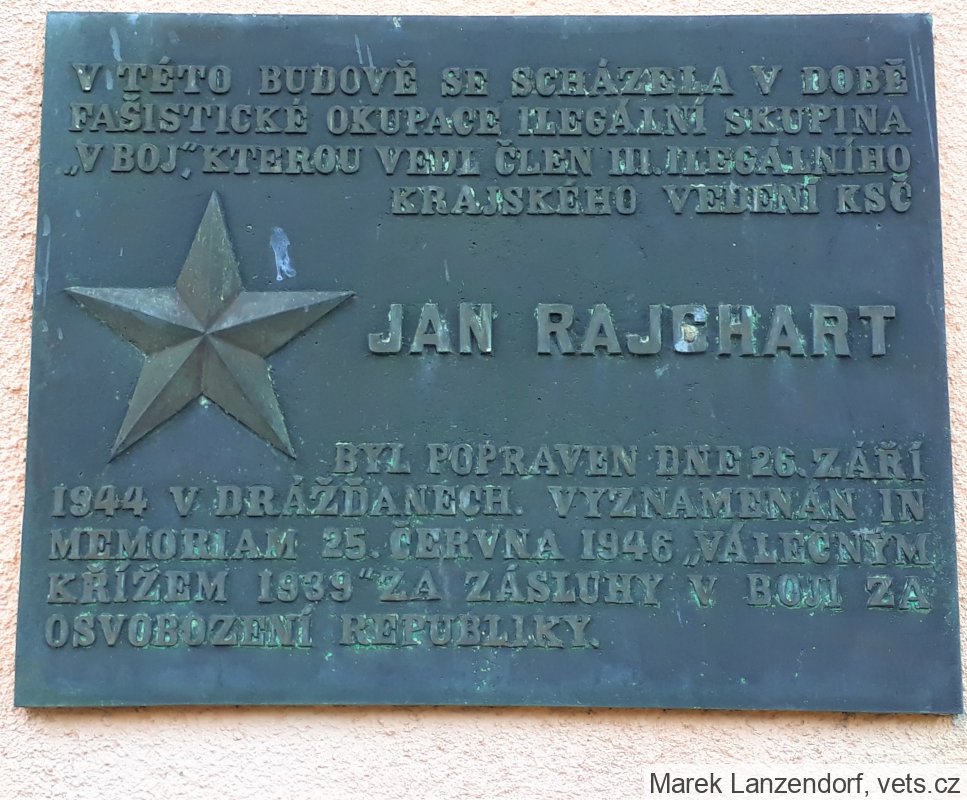 V TÉTO BUDOVĚ SE SCHÁZELA V DOBĚ
FAŠISTICKÉ OKUPACE ILEGÁLNÍ SKUPINA
„V BOJ“ KTEROU VEDL ČLEN III. ILEGÁLNÍHO
KRAJSKÉHO VEDENÍ KSČ
JAN RAJCHART
BYL POPRAVEN DNE 26. ZÁŘÍ
1944 V DRÁŽĎANECH. VYZNAMENÁN IN
MEMORIAM 25. ČERVNA 1946 „VÁLEČNÝM
KŘÍŽEM 1939“ ZA ZÁSLUHY V BOJI ZA
OSVOBOZENÍ REPUBLIKY.
Marek Lanzendorf, vets.cz